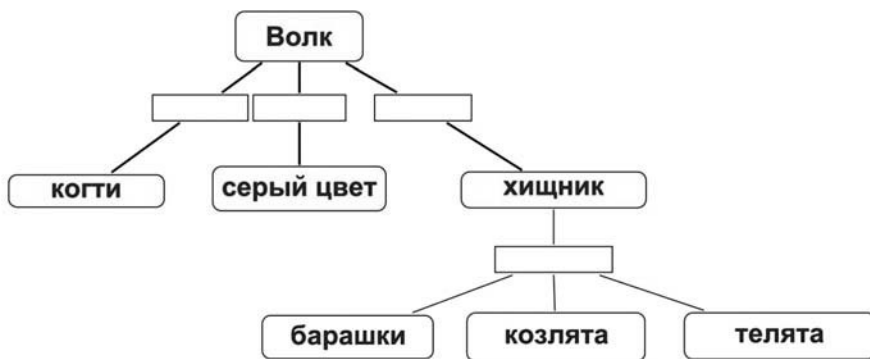 Волк
когти
серый цвет
хищник
барашки
козлята
телята